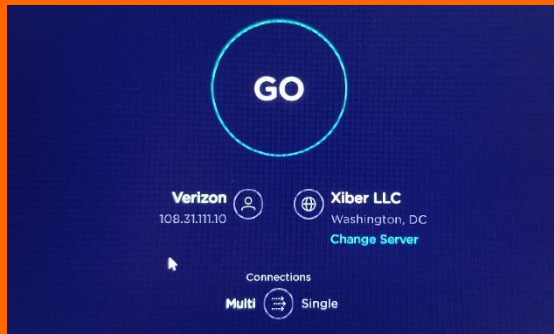 GO
Verizon
108.31.111.10
Xiber LLC
Washington, DC
Change Server
Connections
Multi
Single